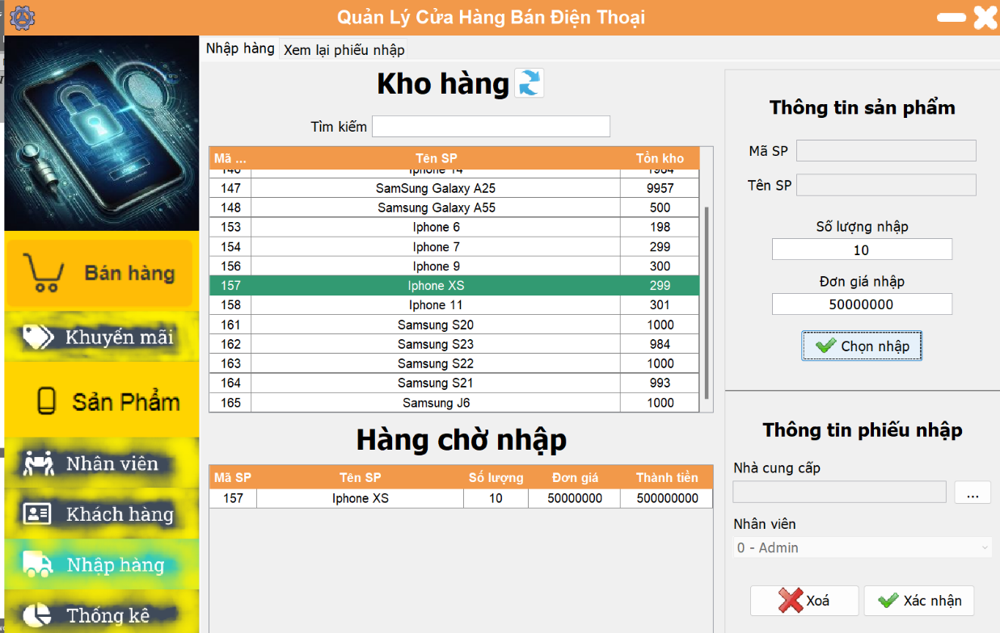 Quản Lý Cửa Hàng Bán Điện Thoại
Nhập hàng Xem lại phiếu nhập
Kho hàng
Tìm kiếm
Mã ... Tên SP Tồn kho
146 Iphone 14 1984
147 SamSung Galaxy A25 9957
148 Samsung Galaxy A55 500
153 Iphone 6 198
154 Iphone 7 299
156 Iphone 9 300
157 Iphone XS 299
158 Iphone 11 301
161 Samsung S20 1000
162 Samsung S23 984
163 Samsung S22 1000
164 Samsung S21 993
165 Samsung J6 1000
Hàng chờ nhập
Mã SP Tên SP Số lượng Đơn giá Thành tiền
157 Iphone XS 10 50000000 500000000
Bán hàng
Khuyến mãi
Sản Phẩm
Nhân viên
Khách hàng
Nhập hàng
Thống kê
Thông tin sản phẩm
Mã SP
Tên SP
Số lượng nhập
10
Đơn giá nhập
50000000
Chọn nhập
Thông tin phiếu nhập
Nhà cung cấp
...
Nhân viên
0 - Admin
Xoá Xác nhận